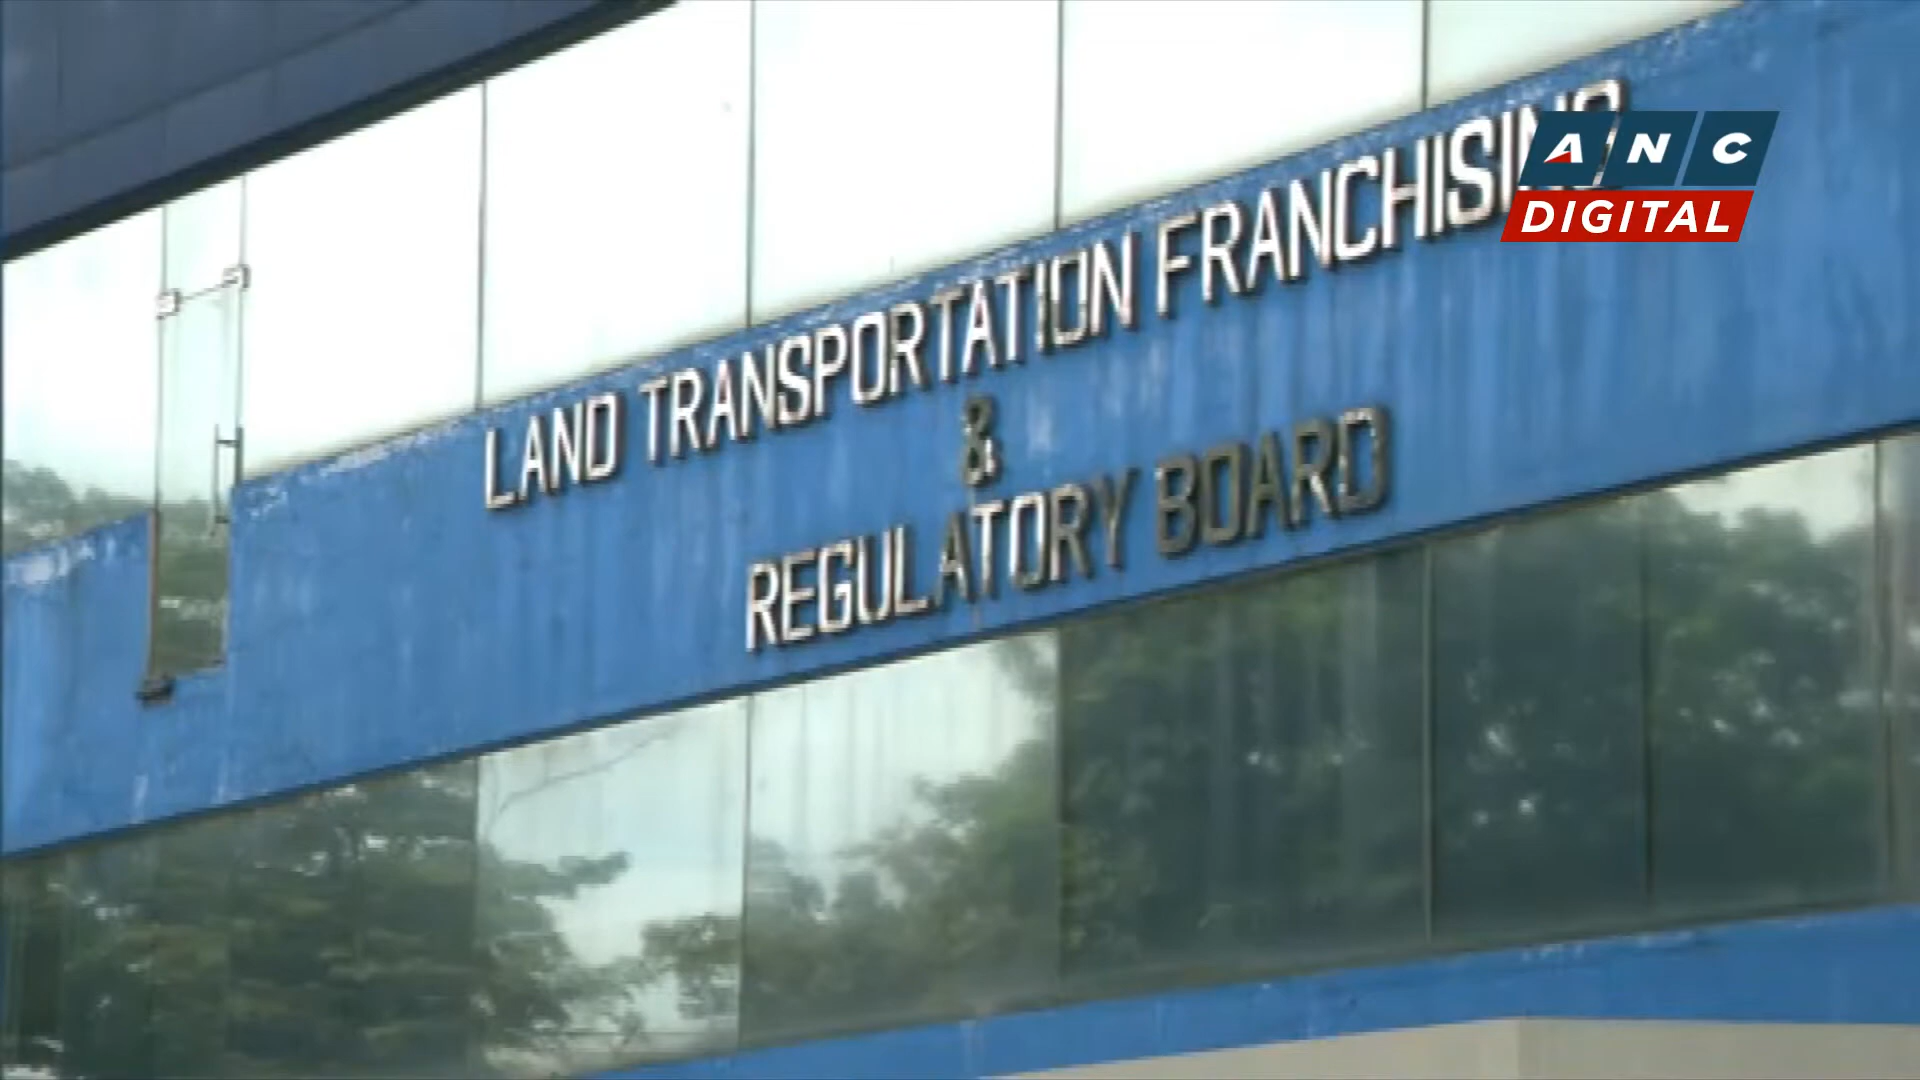 LAND TRANSPORTATION FRANCHISING
&
REGULATORY BOARD
ANC
DIGITAL